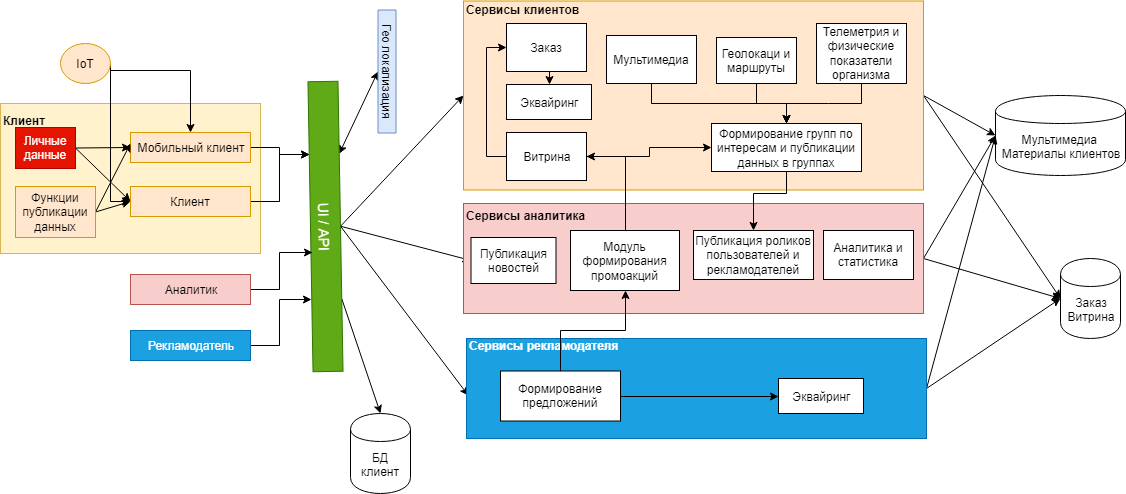 IoT
Клиент
Личные
данные
Функции
публикации
данных
Мобильный клиент
Клиент
Аналитик
Рекламодатель
UI / API
Гео локализация
БД
клиент
Сервисы клиентов
Заказ
Эквайринг
Витрина
Мультимедиа
Геолокаци и
маршруты
Телеметрия и
физические
показатели
организма
Формирование групп по
интересам и публикации
данных в группах
Сервисы аналитика
Публикация
новостей
Модуль
формирования
промоакций
Публикация роликов
пользователей и
рекламодателей
Аналитика и
статистика
Сервисы рекламодателя
Формирование
предложений
Эквайринг
Мультимедиа
Материалы клиентов
Заказ
Витрина